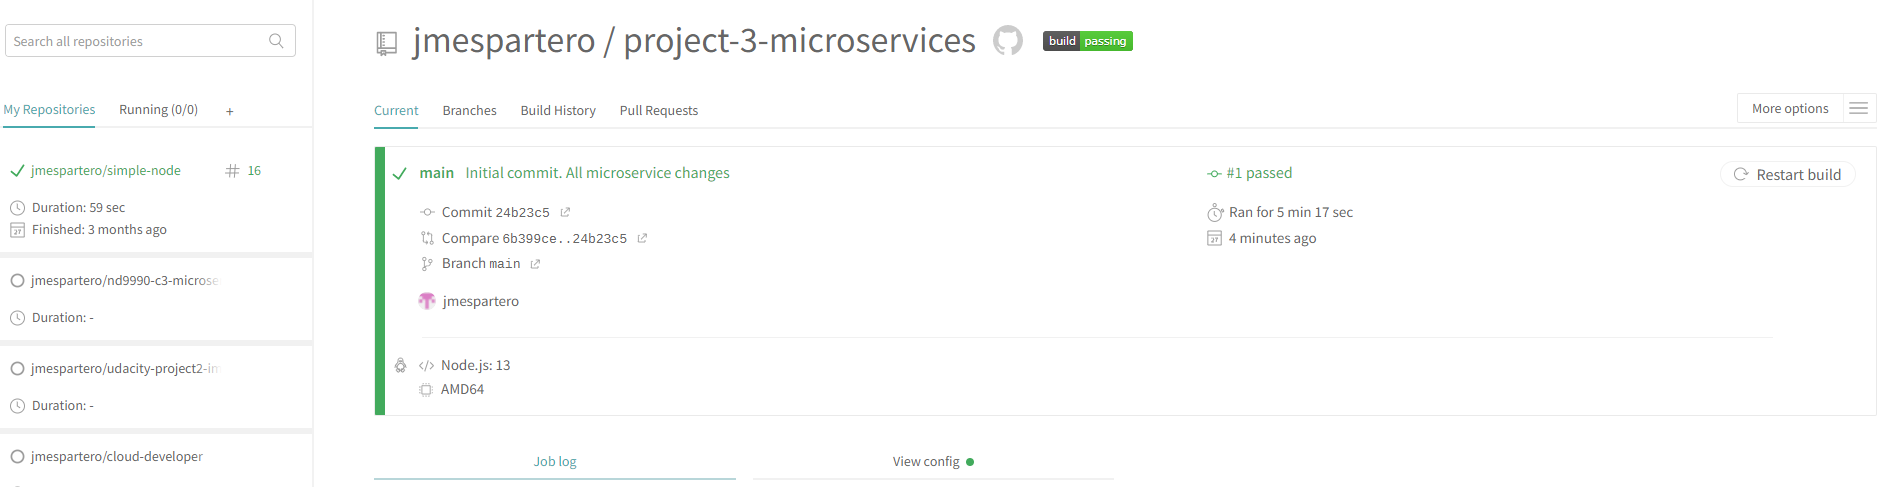 Search all repositories
My Repositories
Running (0/0)
+
jmespartero/simple-node
# 16
Duration: 59 sec
Finished: 3 months ago
jmespartero/nd9990-c3-micros
Duration: -
jmespartero/udacity-project2-i
Duration: -
jmespartero/cloud-developer
jmespartero / project-3-microservices
build passing
Current
Branches
Build History
Pull Requests
More options
main Initial commit. All microservice changes
Commit 24b23c5
Compare 6b399ce..24b23c5
Branch main
jmespartero
#1 passed
Ran for 5 min 17 sec
4 minutes ago
Restart build
Node.js: 13
AMD64
Job log
View config